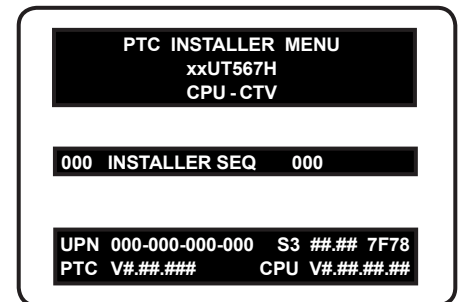 PTC INSTALLER MENU
xxUT567H
CPU - CTV
000 INSTALLER SEQ 000
UPN 000-000-000-000 S3 ##.## 7F78
PTC V#.##.### CPU V#.##.##.##